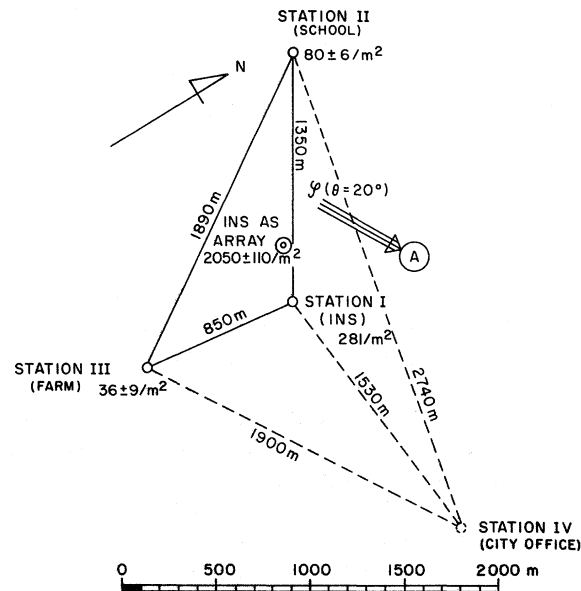 STATION II
(SCHOOL)
80±6/m²
N
1350m
1890m
φ(θ=20°)
INS AS
ARRAY
2050±110/m²
A
STATION I
(INS)
281/m²
850m
STATION III
(FARM)
36±9/m²
1530m
2740m
1900m
STATION IV
(CITY OFFICE)
0 500 1000 1500 2000 m